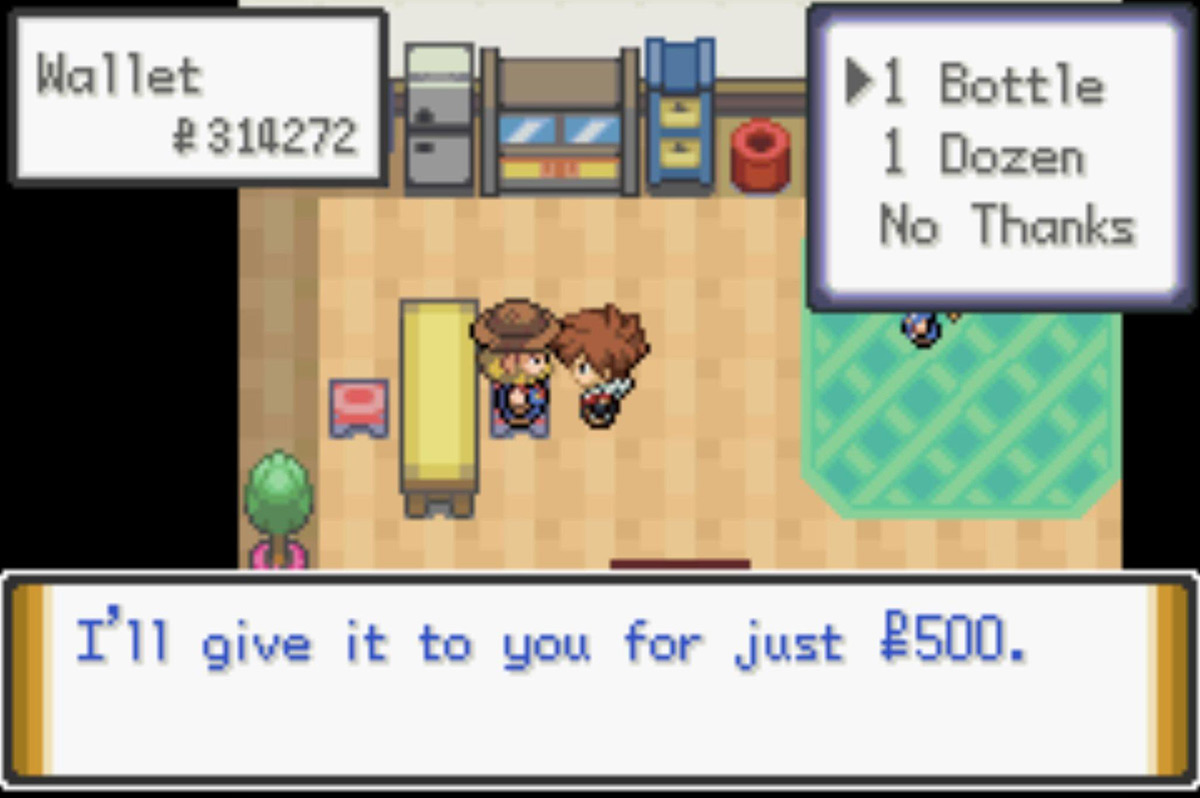 Wallet
₽314272
1 Bottle
1 Dozen
No Thanks
I'll give it to you for just ₽500.